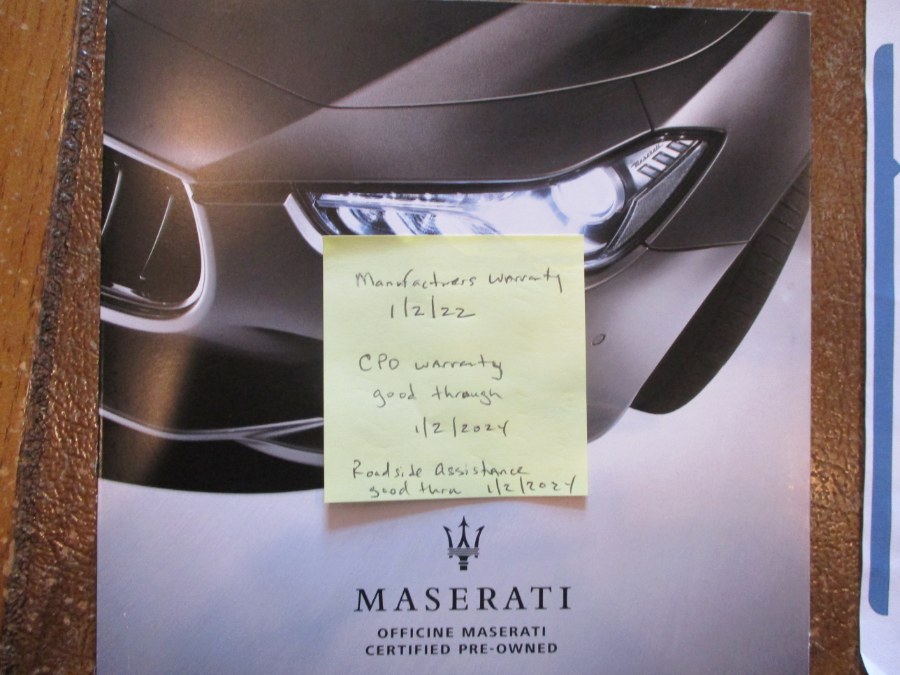 Maserati
Manufacturers warranty
1/2/22
CPO warranty
good through
1/2/2024
Roadside Assistance
good thru 1/2/2024
MASERATI
OFFICINE MASERATI
CERTIFIED PRE-OWNED